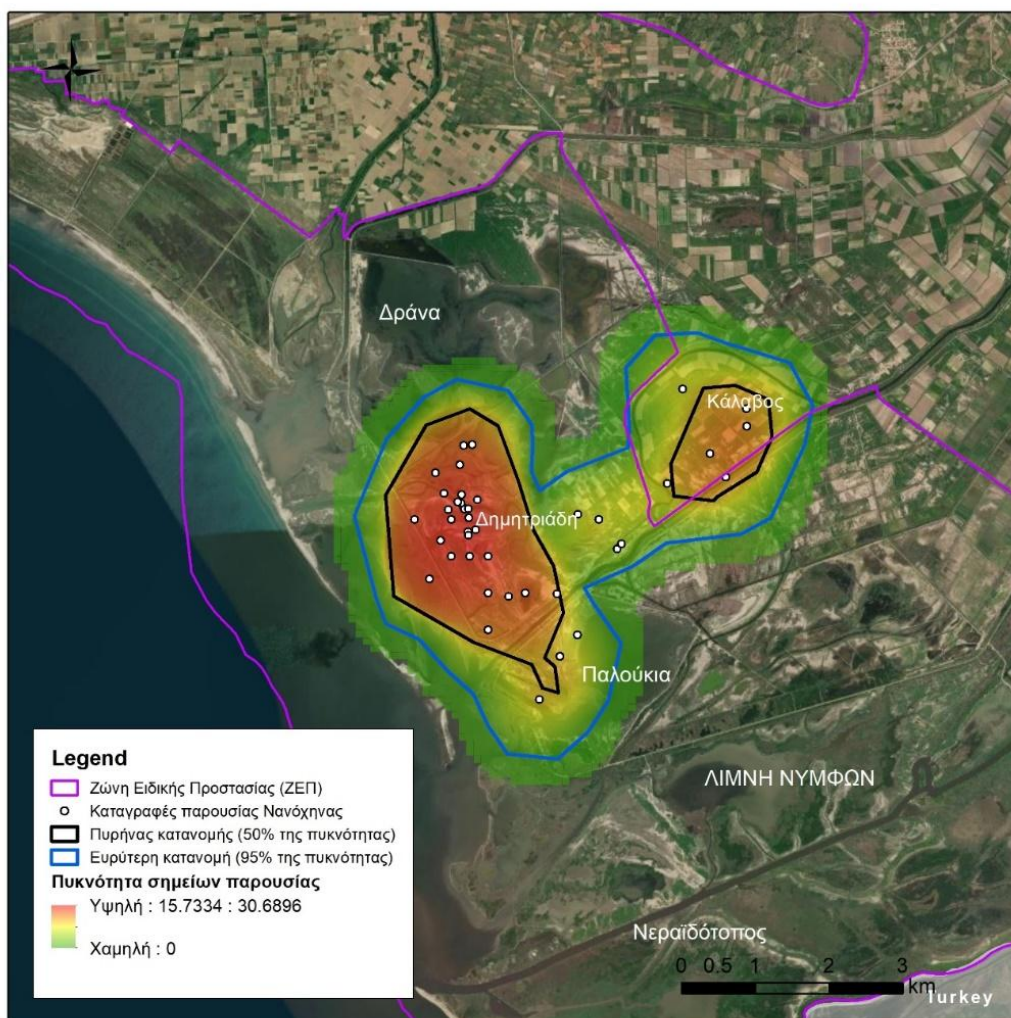 Δράνα
Κάλαβος
Δημητριάδη
Παλούκια
ΛΙΜΝΗ ΝΥΜΦΩΝ
Νεραϊδότοπος
0 0.5 1 2 3
km
Turkey
Legend
Ζώνη Ειδικής Προστασίας (ΖΕΠ)
Καταγραφές παρουσίας Νανόχηνας
Πυρήνας κατανομής (50% της πυκνότητας)
Ευρύτερη κατανομή (95% της πυκνότητας)
Πυκνότητα σημείων παρουσίας
Υψηλή : 15.7334 : 30.6896
Χαμηλή : 0